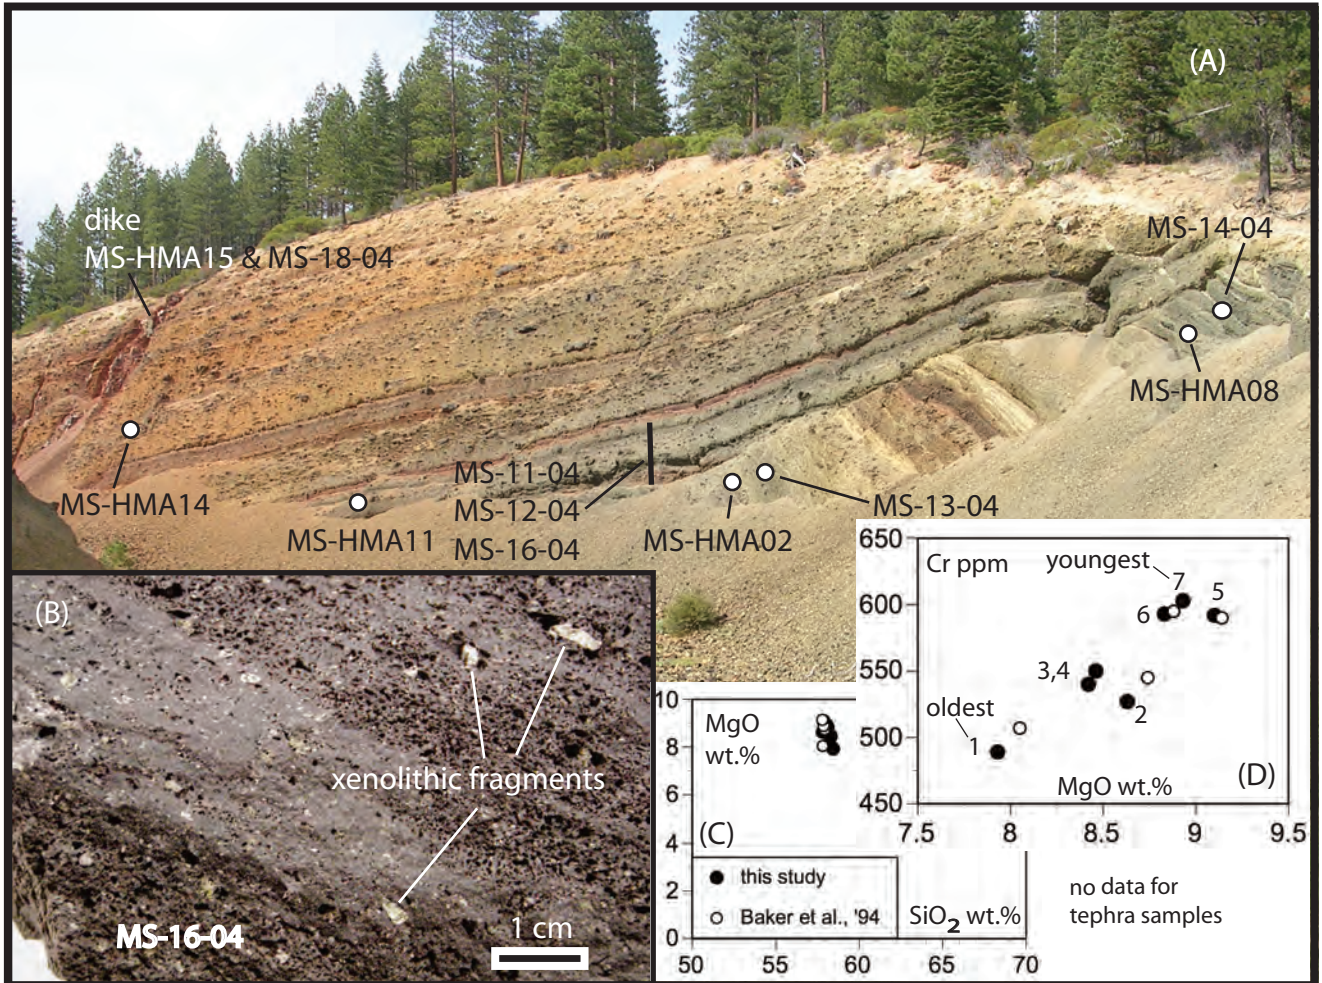 (A)
dike
MS-HMA15 & MS-18-04
MS-14-04
MS-HMA08
MS-HMA14
MS-HMA11
MS-11-04
MS-12-04
MS-16-04
MS-HMA02
MS-13-04
(B)
xenolithic fragments
MS-16-04
1 cm
10
8
6
4
2
0
MgO
wt.%
(C)
this study
Baker et al., '94
SiO₂ wt.%
50
55
60
65
70
no data for
tephra samples
650
600
550
500
450
Cr ppm
youngest
7
5
6
3,4
2
oldest
1
(D)
MgO wt.%
7.5
8
8.5
9
9.5